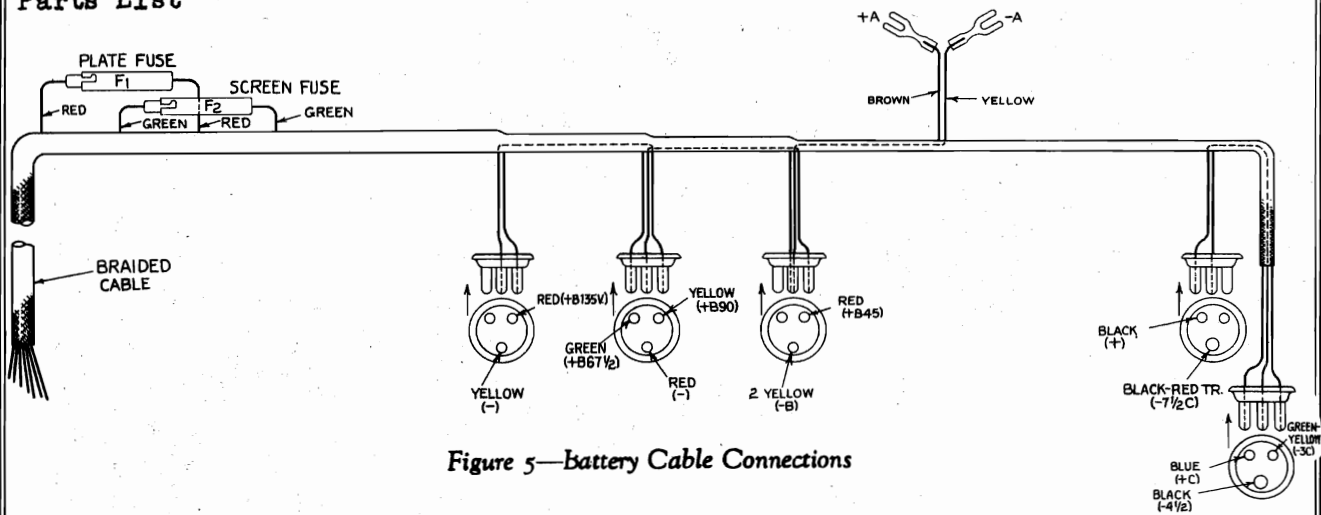 Parts List
+A
-A
PLATE FUSE
F1
SCREEN FUSE
F2
RED
GREEN
RED
GREEN
BROWN
YELLOW
BRAIDED
CABLE
RED(+B135V.)
YELLOW
(-)
YELLOW
(+B90)
GREEN
(+B67½)
RED
(-)
RED
(+B45)
2 YELLOW
(-B)
BLACK
(+)
BLACK-RED TR.
(-7½C)
GREEN-
YELLOW
(-3C)
BLUE
(+C)
BLACK
(-4½)
Figure 5—Battery Cable Connections